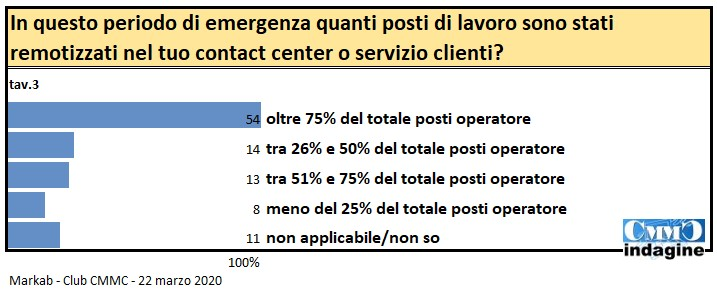 In questo periodo di emergenza quanti posti di lavoro sono stati
remotizzati nel tuo contact center o servizio clienti?
tav.3
54 oltre 75% del totale posti operatore
14 tra 26% e 50% del totale posti operatore
13 tra 51% e 75% del totale posti operatore
8 meno del 25% del totale posti operatore
11 non applicabile/non so
CMMC
indagine
100%
Markab - Club CMMC - 22 marzo 2020